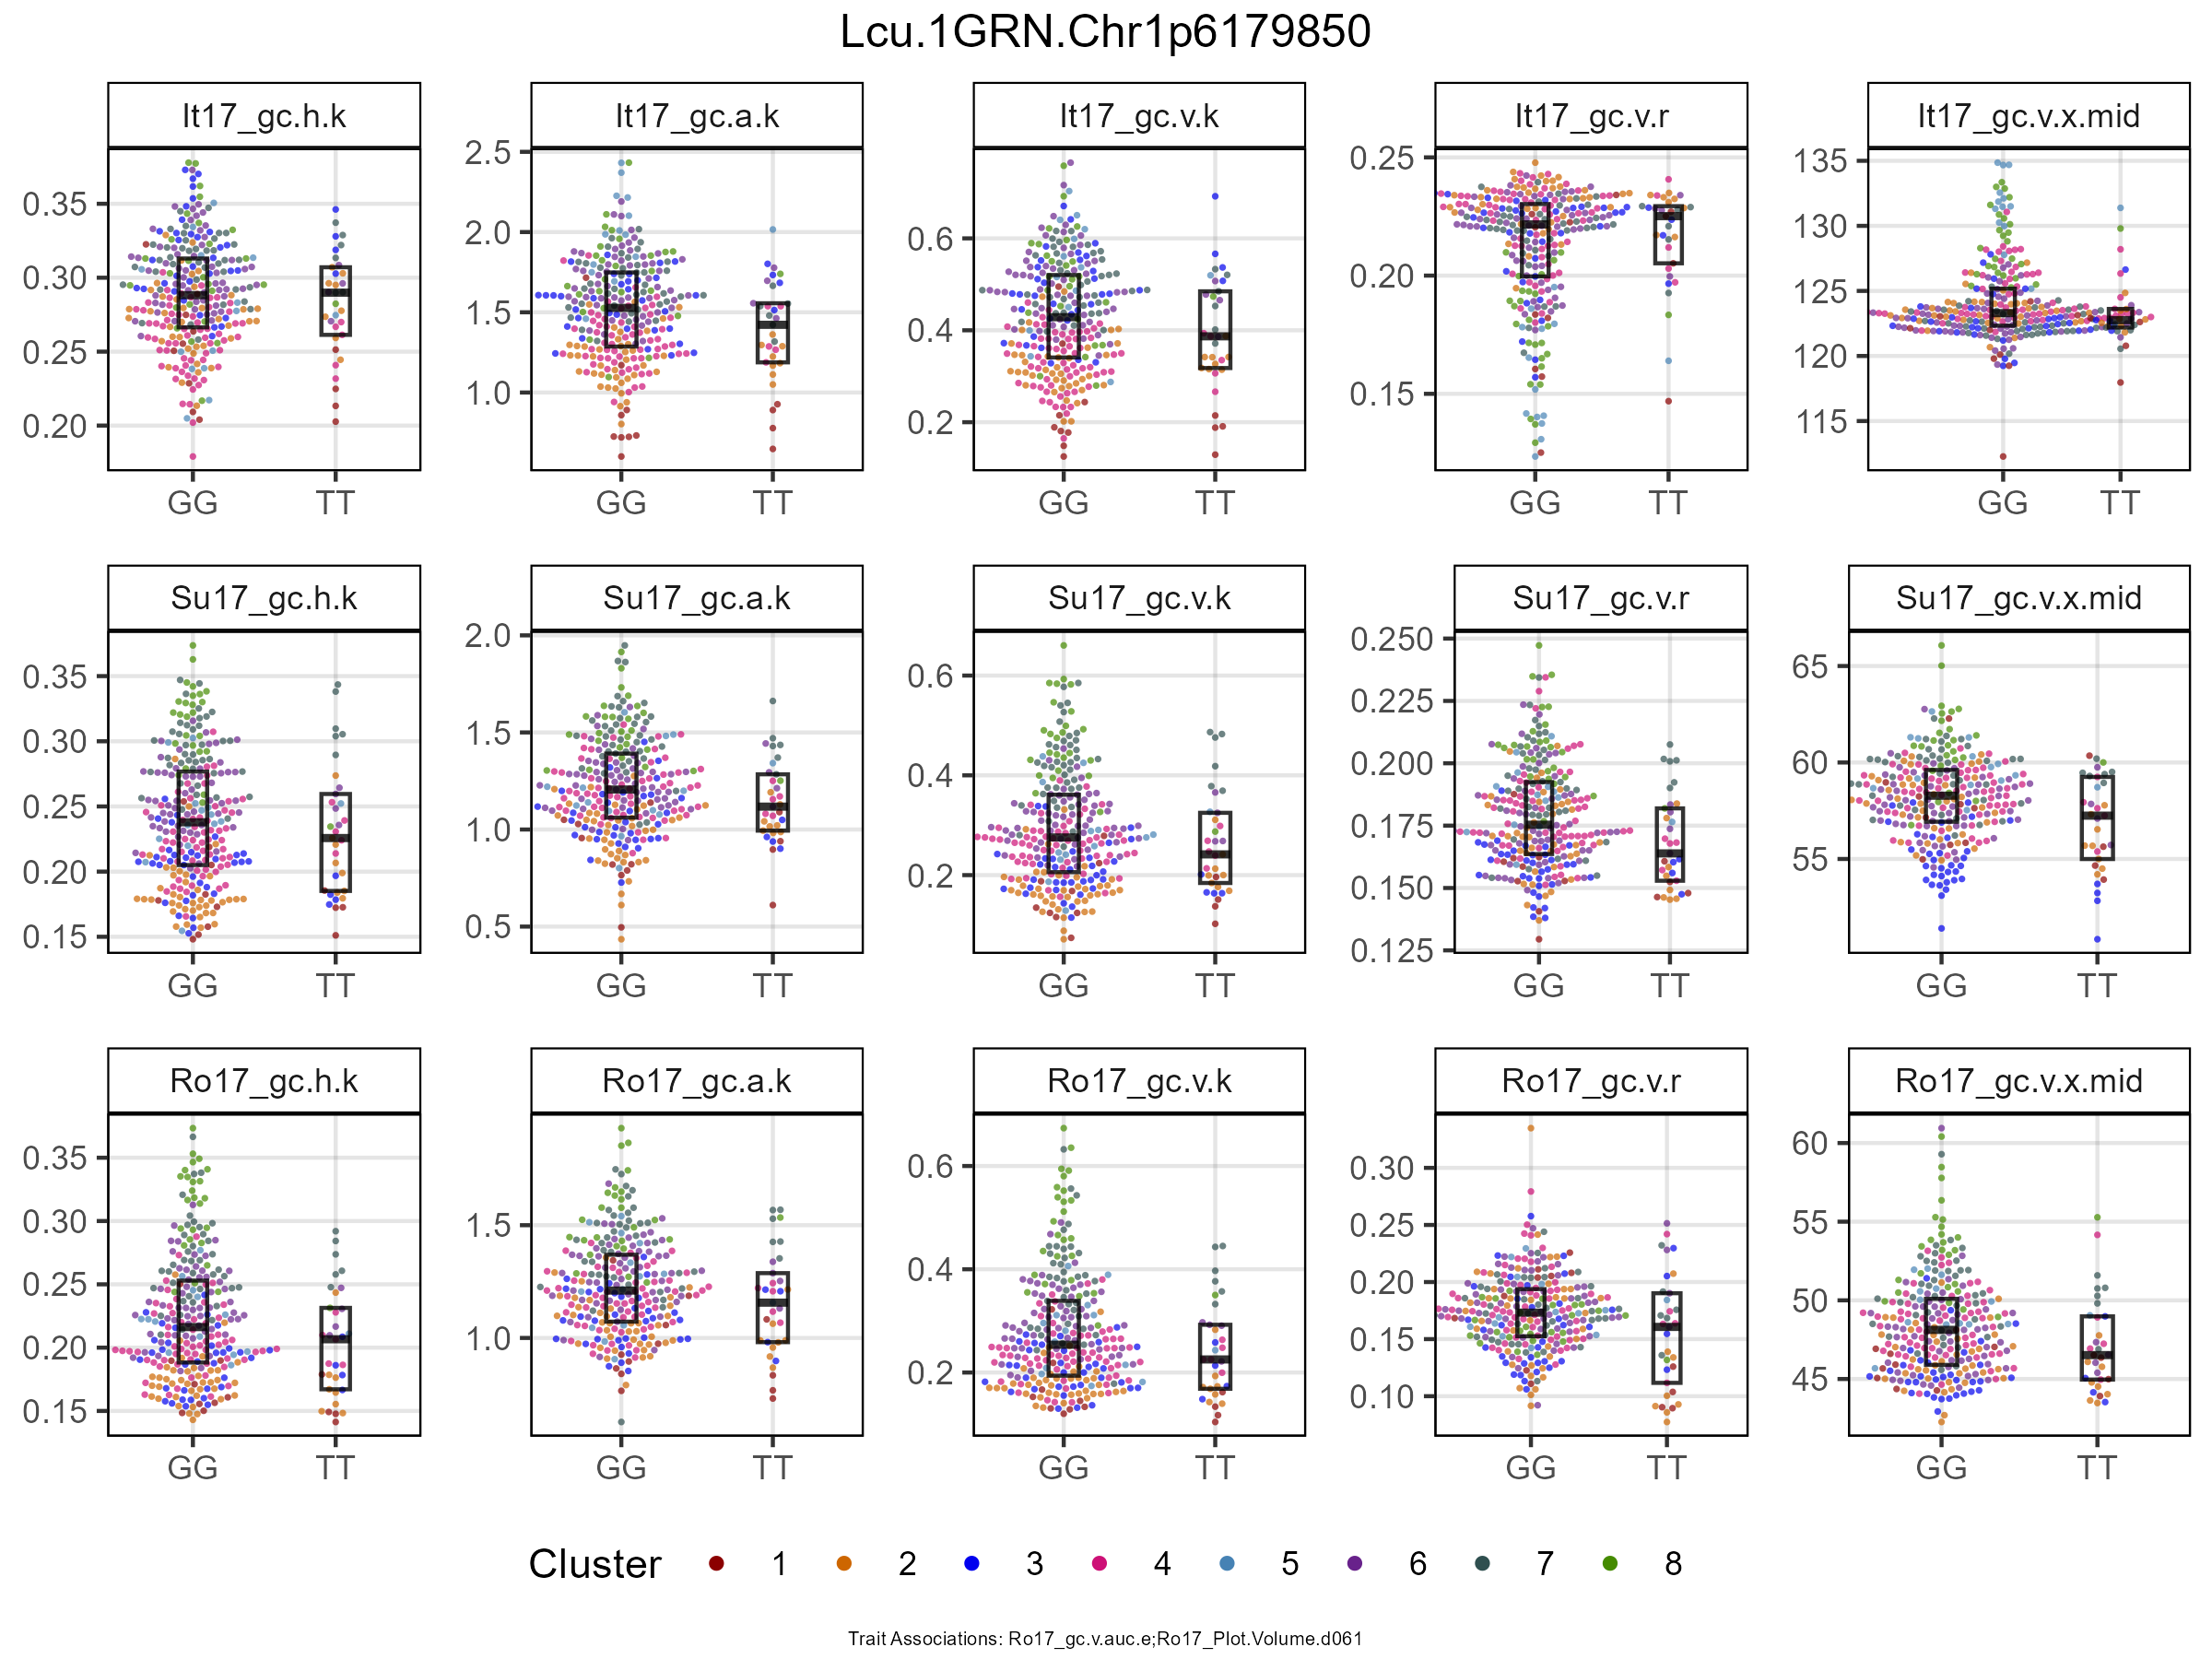 Lcu.1GRN.Chr1p6179850
It17_gc.h.k It17_gc.a.k It17_gc.v.k It17_gc.v.r It17_gc.v.x.mid
0.35 0.30 0.25 0.20
2.5 2.0 1.5 1.0
0.6 0.4 0.2
0.25 0.20 0.15
135 130 125 120 115
GG TT GG TT GG TT GG TT GG TT
Su17_gc.h.k Su17_gc.a.k Su17_gc.v.k Su17_gc.v.r Su17_gc.v.x.mid
0.35 0.30 0.25 0.20 0.15
2.0 1.5 1.0 0.5
0.6 0.4 0.2
0.250 0.225 0.200 0.175 0.150 0.125
65 60 55
GG TT GG TT GG TT GG TT GG TT
Ro17_gc.h.k Ro17_gc.a.k Ro17_gc.v.k Ro17_gc.v.r Ro17_gc.v.x.mid
0.35 0.30 0.25 0.20 0.15
1.5 1.0
0.6 0.4 0.2
0.30 0.25 0.20 0.15 0.10
60 55 50 45
GG TT GG TT GG TT GG TT GG TT
Cluster 1 2 3 4 5 6 7 8
Trait Associations: Ro17_gc.v.auc.e;Ro17_Plot.Volume.d061